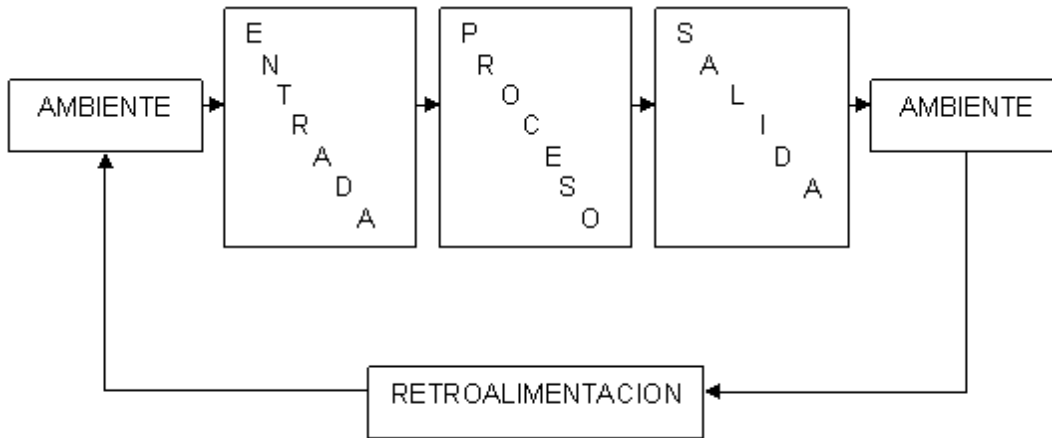 AMBIENTE
ENTRADA
PROCESO
SALIDA
AMBIENTE
RETROALIMENTACION